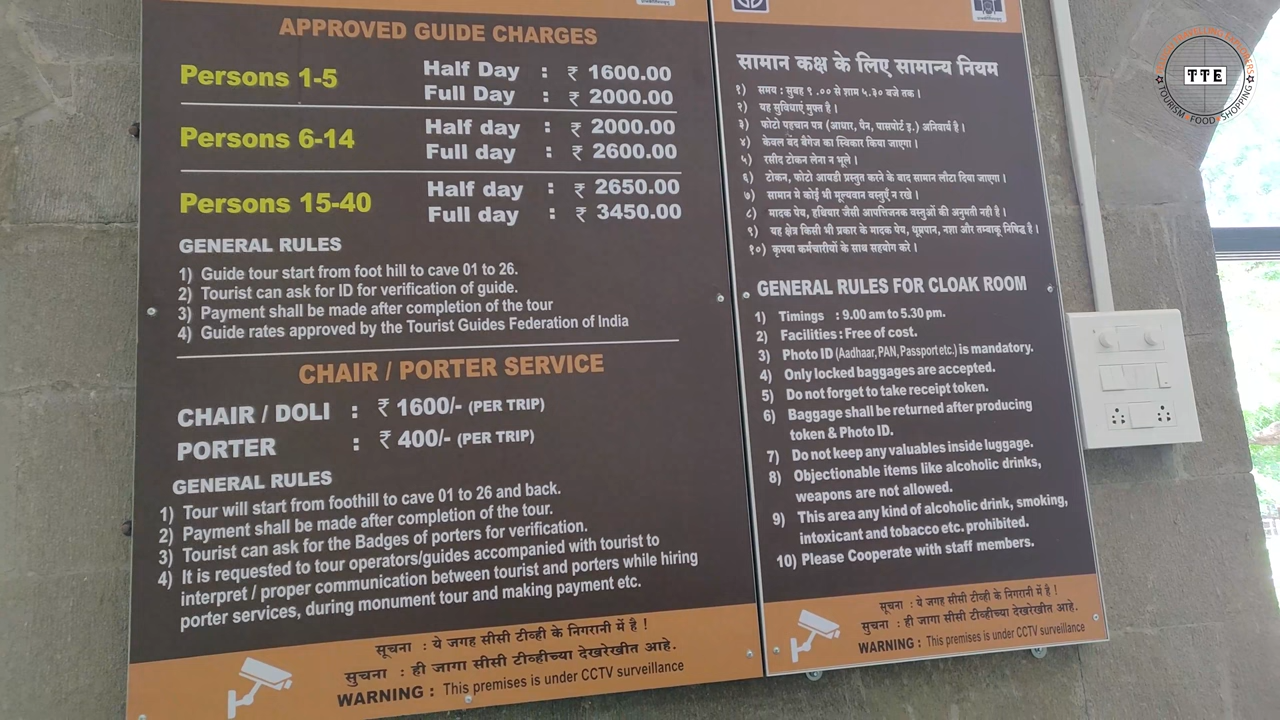 APPROVED GUIDE CHARGES
Persons 1-5
Half Day : ₹ 1600.00
Full Day : ₹ 2000.00
Persons 6-14
Half day : ₹ 2000.00
Full day : ₹ 2600.00
Persons 15-40
Half day : ₹ 2650.00
Full day : ₹ 3450.00
GENERAL RULES
1) Guide tour start from foot hill to cave 01 to 26.
2) Tourist can ask for ID for verification of guide.
3) Payment shall be made after completion of the tour
4) Guide rates approved by the Tourist Guides Federation of India
CHAIR / PORTER SERVICE
CHAIR / DOLI : ₹ 1600/- (PER TRIP)
PORTER : ₹ 400/- (PER TRIP)
GENERAL RULES
1) Tour will start from foothill to cave 01 to 26 and back.
2) Payment shall be made after completion of the tour.
3) Tourist can ask for the Badges of porters for verification.
4) It is requested to tour operators/guides accompanied with tourist to
interpret / proper communication between tourist and porters while hiring
porter services, during monument tour and making payment etc.
सूचना : ये जगह सीसी टीव्ही के निगरानी में है !
सुचना : ही जागा सीसी टीव्हीच्या देखरेखीत आहे.
WARNING : This premises is under CCTV surveillance
सामान कक्ष के लिए सामान्य नियम
१) समय : सुबह ९.०० से शाम ५.३० बजे तक।
२) यह सुविधाएं मुफ्त है।
३) फोटो पहचान पत्र (आधार, पॅन, पासपोर्ट इ.) अनिवार्य है।
४) केवल बंद बैगेज का स्विकार किया जाएगा।
५) रसीद टोकन लेना न भूले।
६) टोकन, फोटो आयडी प्रस्तुत करने के बाद सामान लौटा दिया जाएगा।
७) सामान मे कोई भी मूल्यवान वस्तुएँ न रखे।
८) मादक पेय, हथियार जैसी आपत्तिजनक वस्तुओं की अनुमती नही है।
९) यह क्षेत्र किसी भी प्रकार के मादक पेय, धूम्रपान, नशा और तम्बाकू निषिद्ध है।
१०) कृपया कर्मचारीयों के साथ सहयोग करे।
GENERAL RULES FOR CLOAK ROOM
1) Timings : 9.00 am to 5.30 pm.
2) Facilities : Free of cost.
3) Photo ID (Aadhaar, PAN, Passport etc.) is mandatory.
4) Only locked baggages are accepted.
5) Do not forget to take receipt token.
6) Baggage shall be returned after producing
token & Photo ID.
7) Do not keep any valuables inside luggage.
8) Objectionable items like alcoholic drinks,
weapons are not allowed.
9) This area any kind of alcoholic drink, smoking,
intoxicant and tobacco etc. prohibited.
10) Please Cooperate with staff members.
सूचना : ये जगह सीसी टीव्ही के निगरानी में है !
सुचना : ही जागा सीसी टीव्हीच्या देखरेखीत आहे.
WARNING : This premises is under CCTV surveillance
TTE
TOURISM FOOD SHOPPING